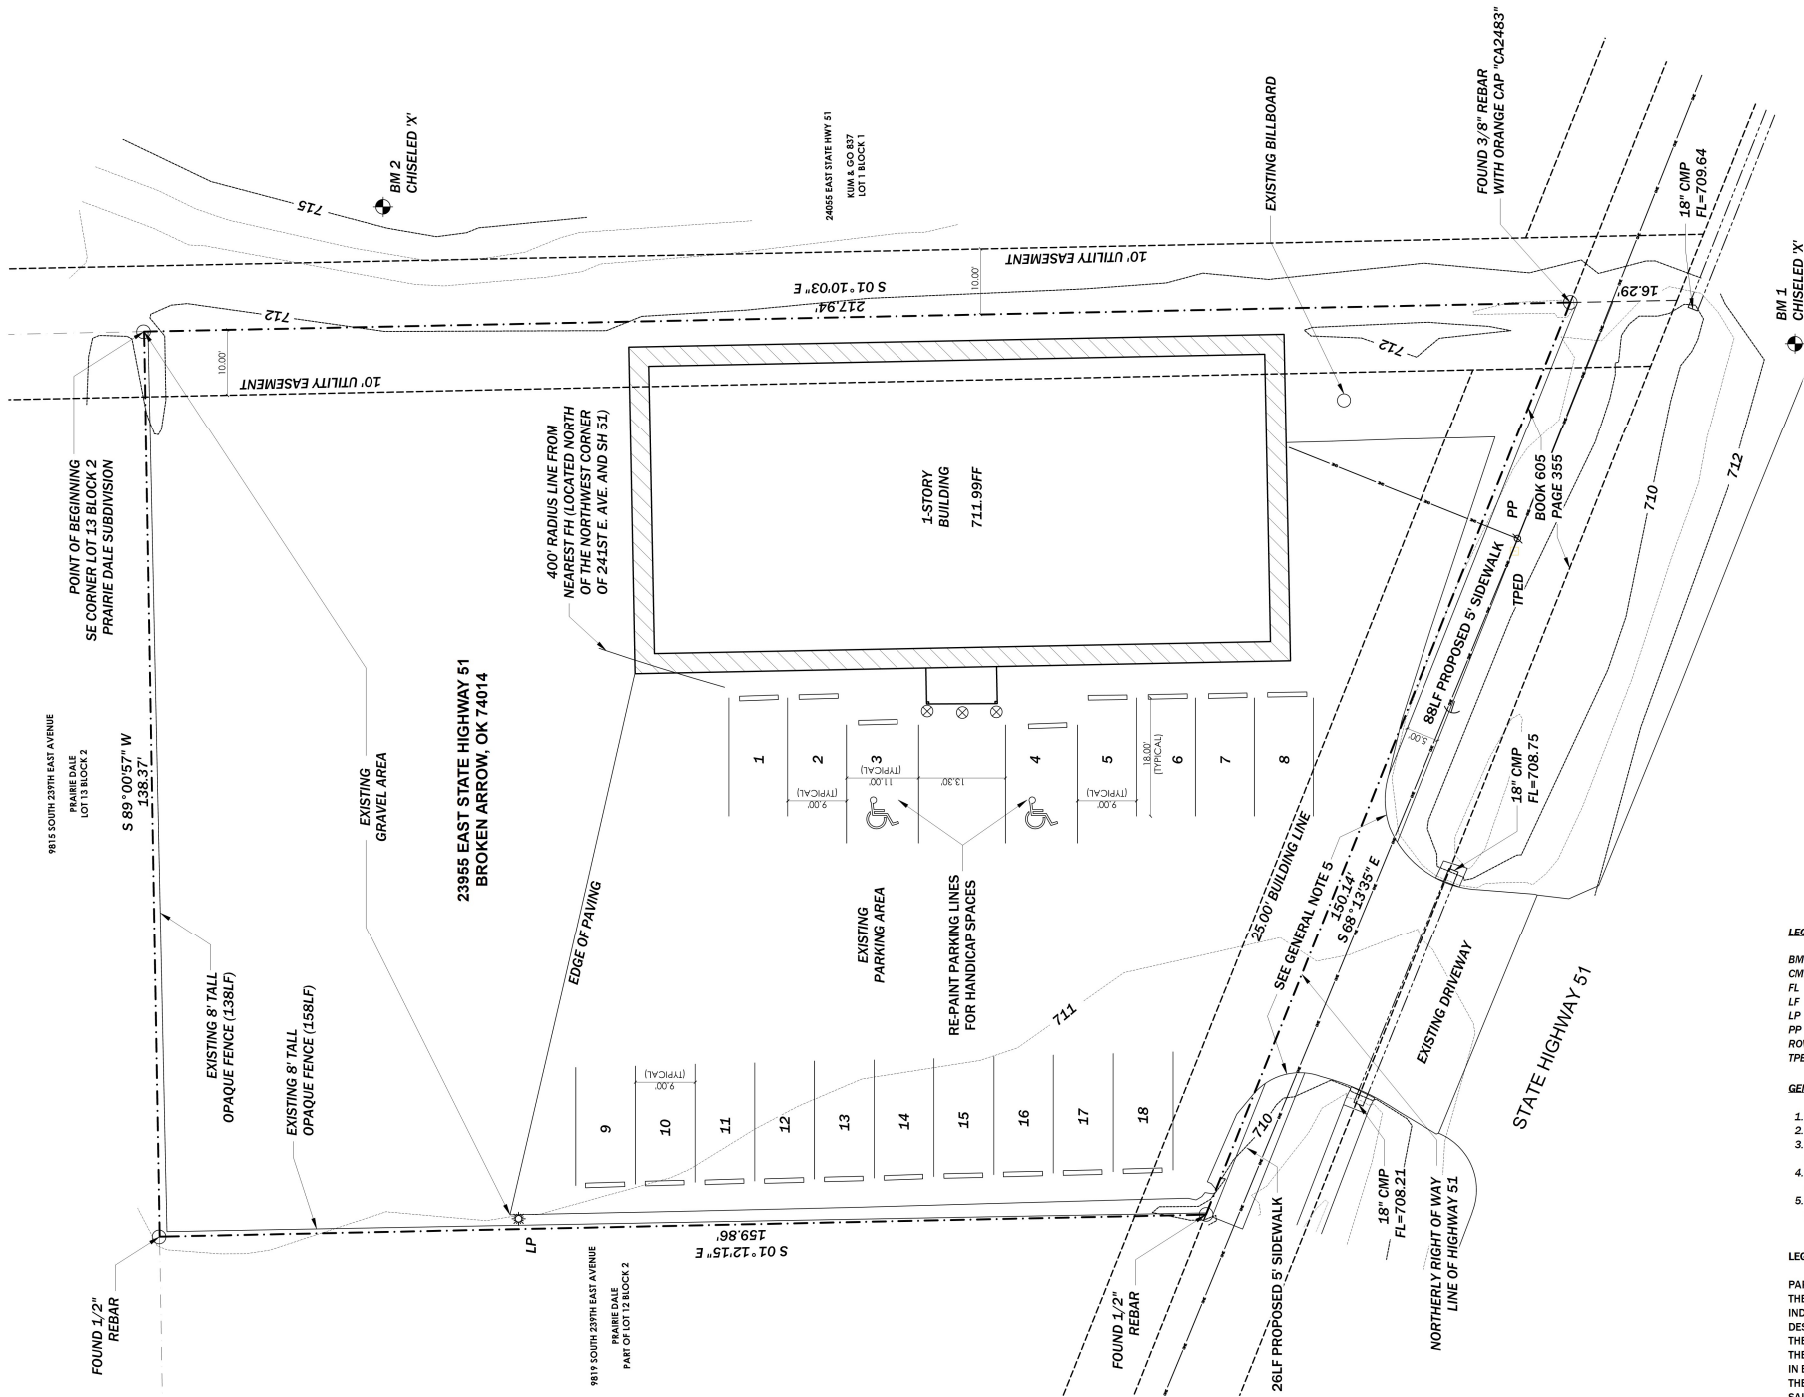 POINT OF BEGINNING
SE CORNER LOT 13 BLOCK 2
PRAIRIE DALE SUBDIVISION
9815 SOUTH 239TH EAST AVENUE
PRAIRIE DALE
LOT 13 BLOCK 2
S 89°00'57" W
138.37'
FOUND 1/2"
REBAR
EXISTING 8' TALL
OPAQUE FENCE (138LF)
EXISTING 8' TALL
OPAQUE FENCE (158LF)
EXISTING
GRAVEL AREA
23955 EAST STATE HIGHWAY 51
BROKEN ARROW, OK 74014
715
BM 2
CHISELED 'X'
712
10.00'
10' UTILITY EASEMENT
400' RADIUS LINE FROM
NEAREST FH (LOCATED NORTH
OF THE NORTHWEST CORNER
OF 241ST E. AVE. AND SH 51)
EDGE OF PAVING
LP
9819 SOUTH 239TH EAST AVENUE
PRAIRIE DALE
PART OF LOT 12 BLOCK 2
S 01°12'15" E
159.86'
24055 EAST STATE HWY 51
KUM & GO 837
LOT 1 BLOCK 1
S 01°10'03" E
217.94'
10' UTILITY EASEMENT
10.00'
1-STORY
BUILDING
711.99FF
1
2
3
4
5
6
7
8
9.00'
(TYPICAL)
11.00'
(TYPICAL)
13.30'
9.00'
(TYPICAL)
18.00'
(TYPICAL)
EXISTING
PARKING AREA
RE-PAINT PARKING LINES
FOR HANDICAP SPACES
711
9
10
11
12
13
14
15
16
17
18
9.00'
(TYPICAL)
EXISTING BILLBOARD
712
FOUND 3/8" REBAR
WITH ORANGE CAP "CA2483"
18" CMP
FL=709.64
16.29'
BM 1
CHISELED 'X'
25.00' BUILDING LINE
SEE GENERAL NOTE 5
150.14'
S 68°13'35" E
88LF PROPOSED 5' SIDEWALK
5.00'
TPED
PP
BOOK 605
PAGE 355
710
712
18" CMP
FL=708.75
EXISTING DRIVEWAY
STATE HIGHWAY 51
710
FOUND 1/2"
REBAR
26LF PROPOSED 5' SIDEWALK
18" CMP
FL=708.21
NORTHERLY RIGHT OF WAY
LINE OF HIGHWAY 51
BM
FL
LF
LP
PP
1.
2.
3.
4.
5.